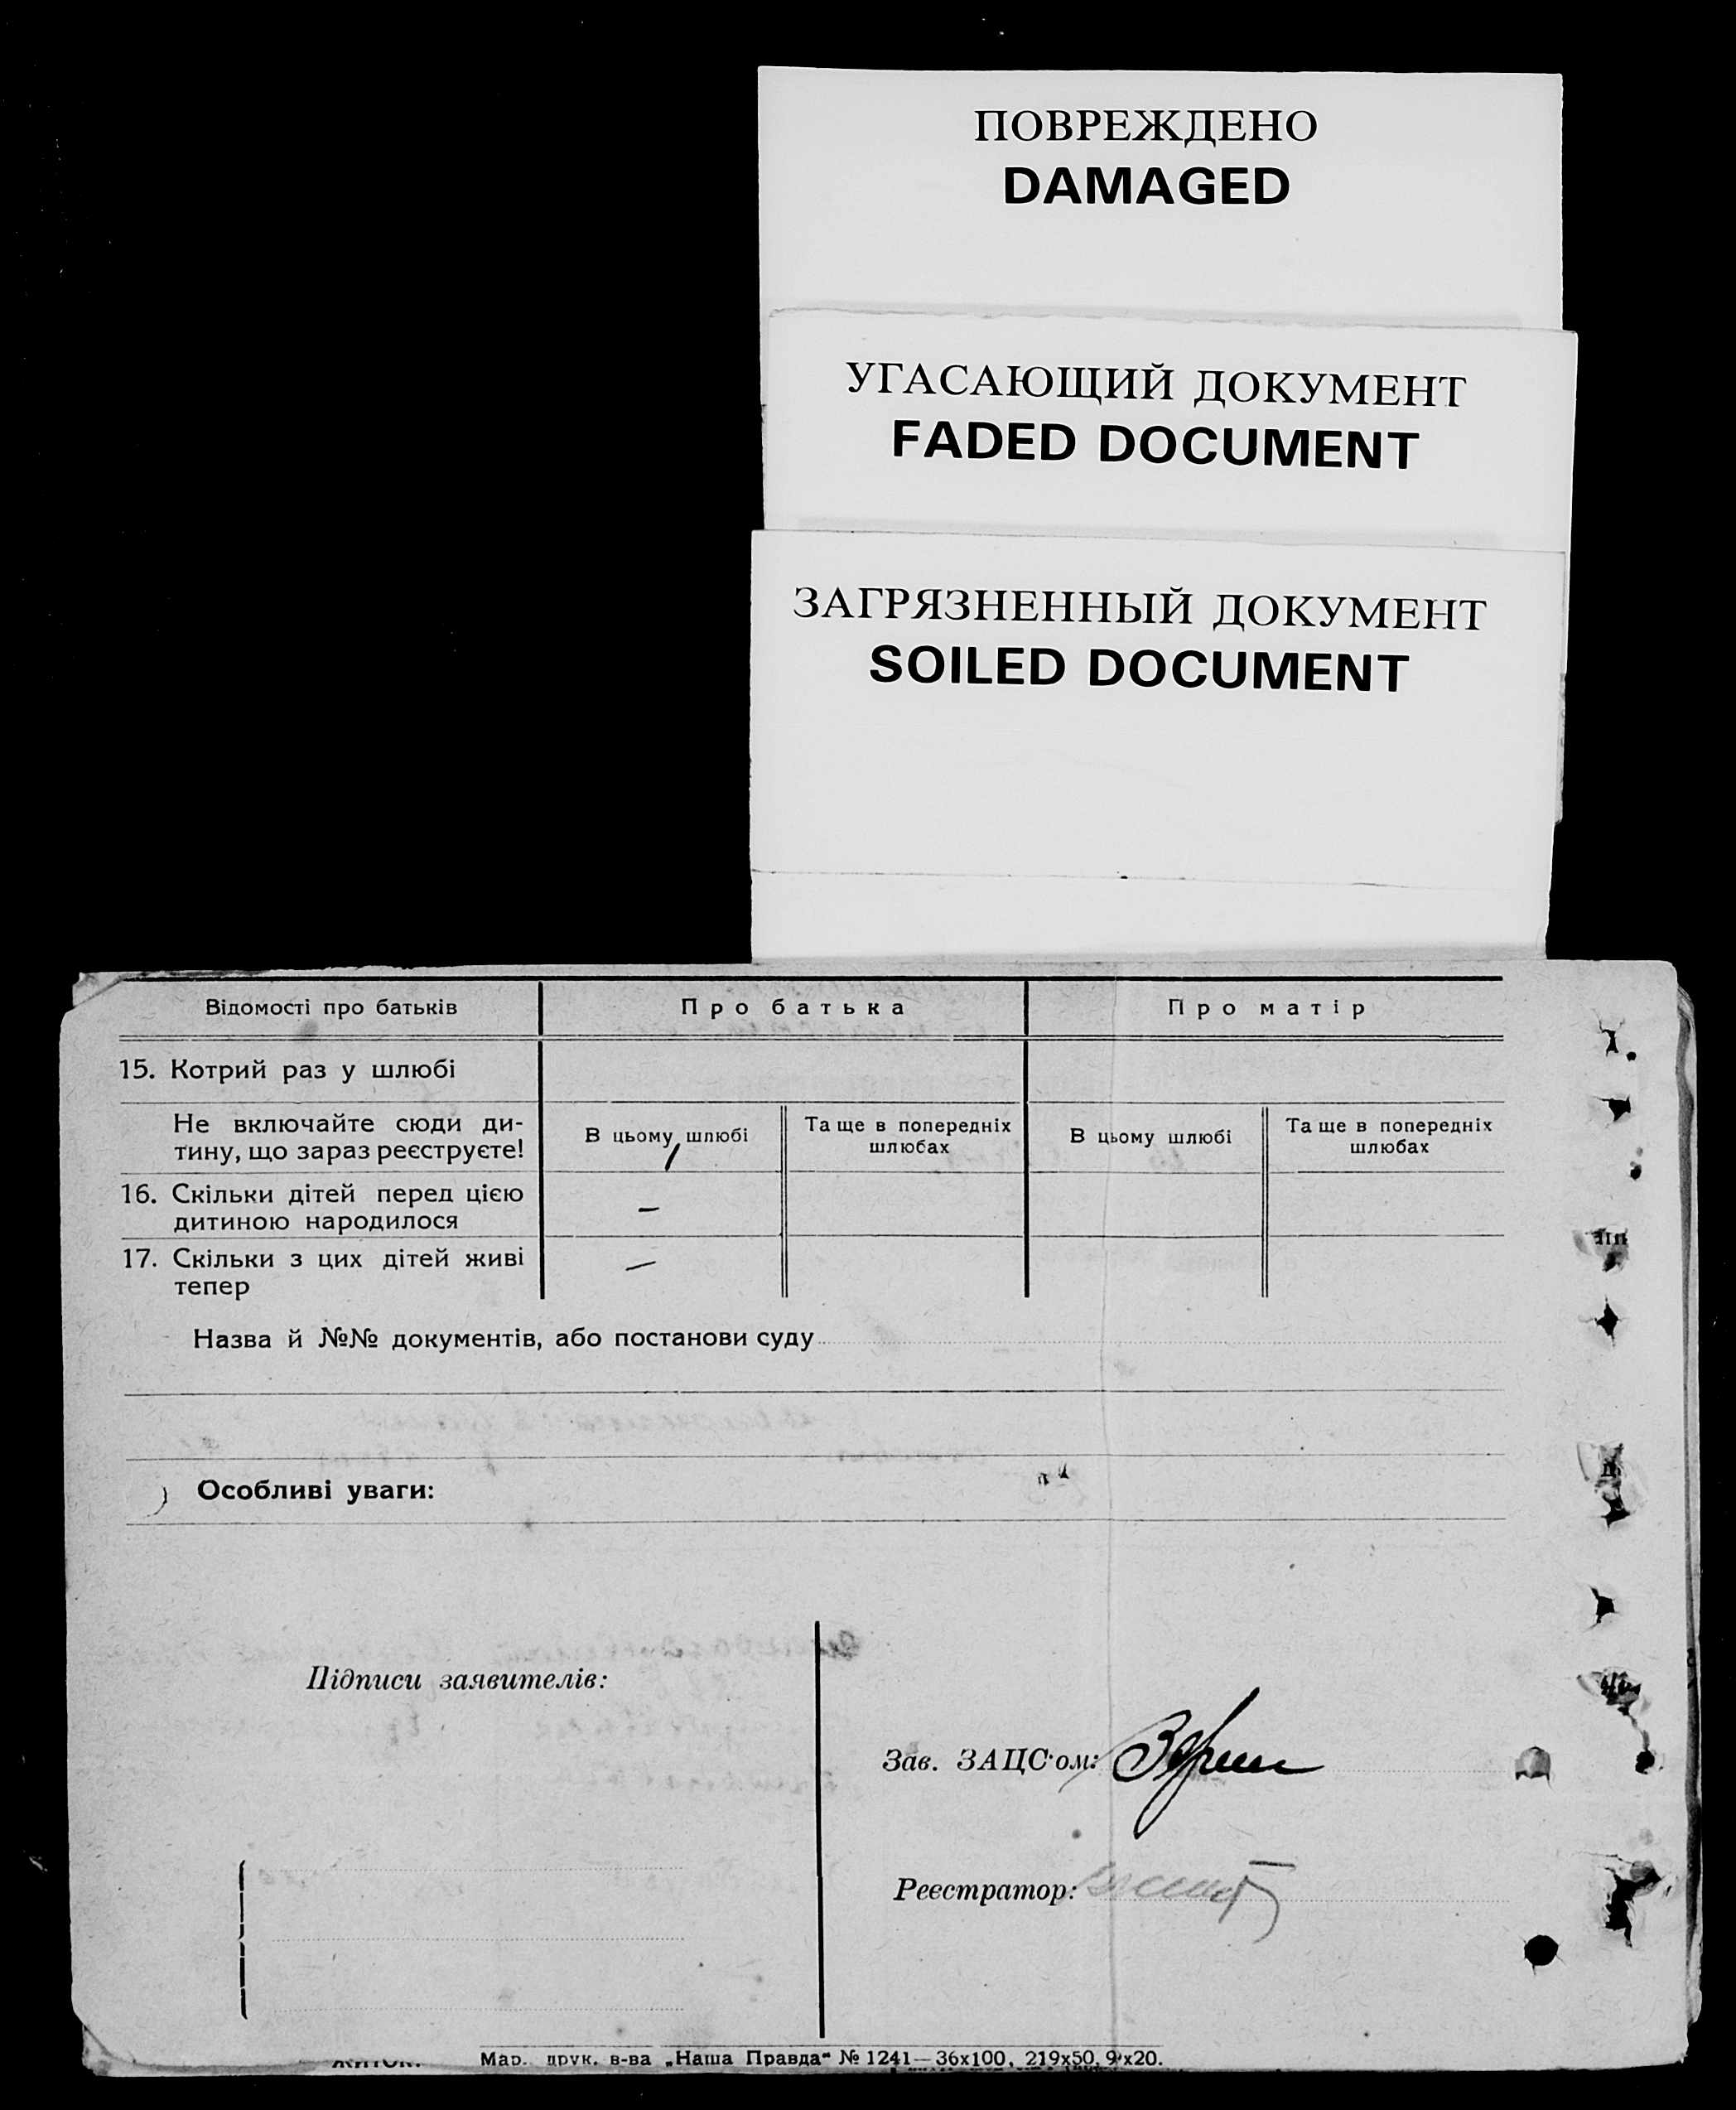 ПОВРЕЖДЕНО
DAMAGED
УГАСАЮЩИЙ ДОКУМЕНТ
FADED DOCUMENT
ЗАГРЯЗНЕННЫЙ ДОКУМЕНТ
SOILED DOCUMENT
Відомості про батьків Про батька Про матір
15. Котрий раз у шлюбі
Не включайте сюди ди-
тину, що зараз реєструєте!
В цьому шлюбі
Та ще в попередніх
шлюбах
В цьому шлюбі
Та ще в попередніх
шлюбах
16. Скільки дітей перед цією
дитиною народилося
—
17. Скільки з цих дітей живі
тепер
—
Назва й №№ документів, або постанови суду
Особливі уваги:
Підписи заявителів:
Зав. ЗАЦС'ом:
Реєстратор:
Мар. друк. в-ва „Наша Правда" № 1241—36х100, 219х50, 9х20.